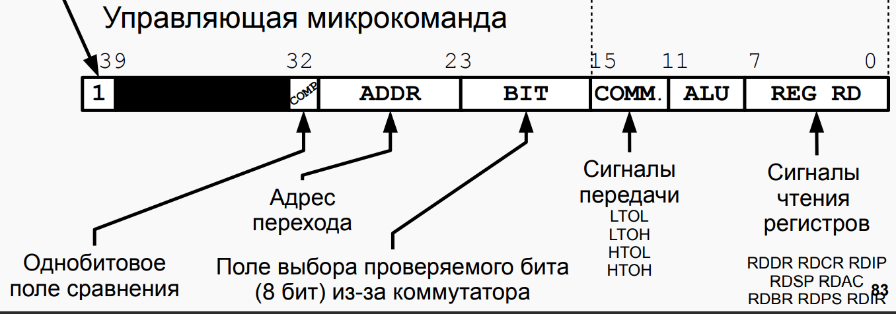 Управляющая микрокоманда
39 32 23 15 11 7 0
1 COMP ADDR BIT COMM. ALU REG RD
Адрес
перехода
Однобитовое
поле сравнения
Поле выбора проверяемого бита
(8 бит) из-за коммутатора
Сигналы
передачи
LTOL
LTOH
HTOL
HTOH
Сигналы
чтения
регистров
RDDR RDCR RDIP
RDSP RDAC
RDBR RDPS RDIR
83